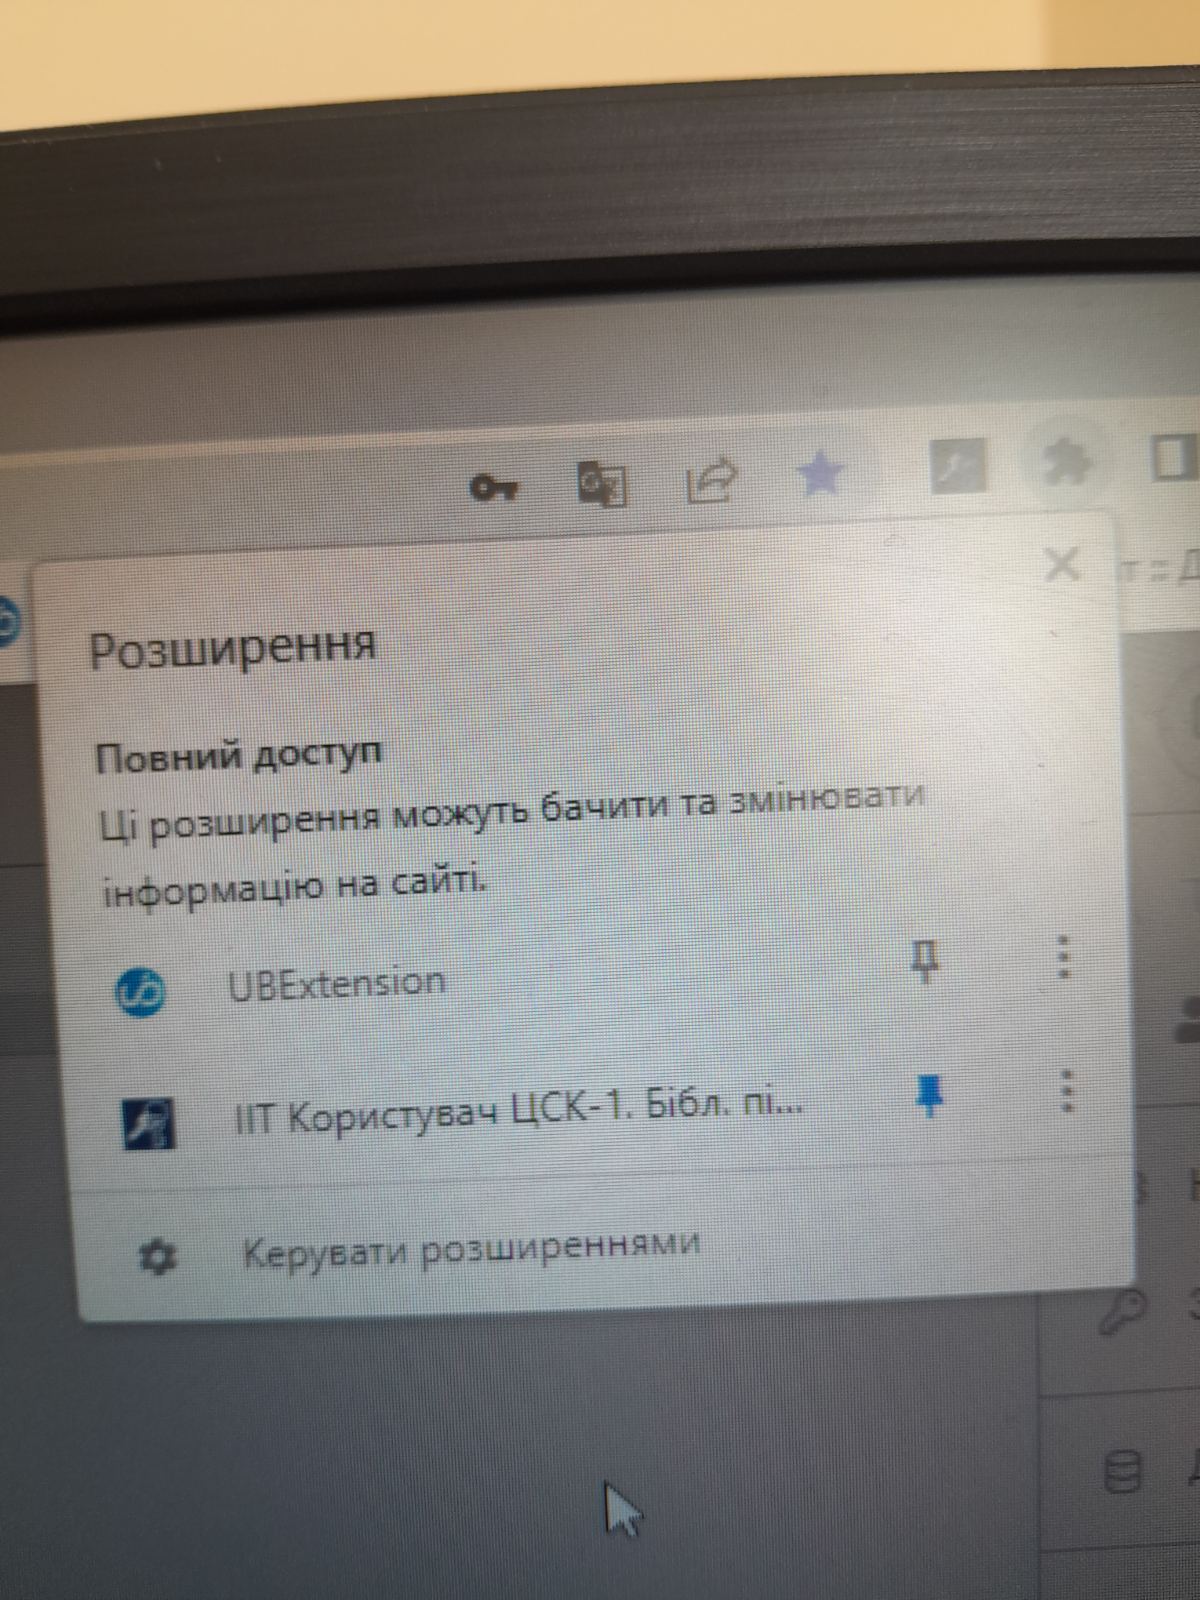 Розширення
Повний доступ
Ці розширення можуть бачити та змінювати
інформацію на сайті.
UBExtension
ІІТ Користувач ЦСК-1. Бібл. пі...
Керувати розширеннями